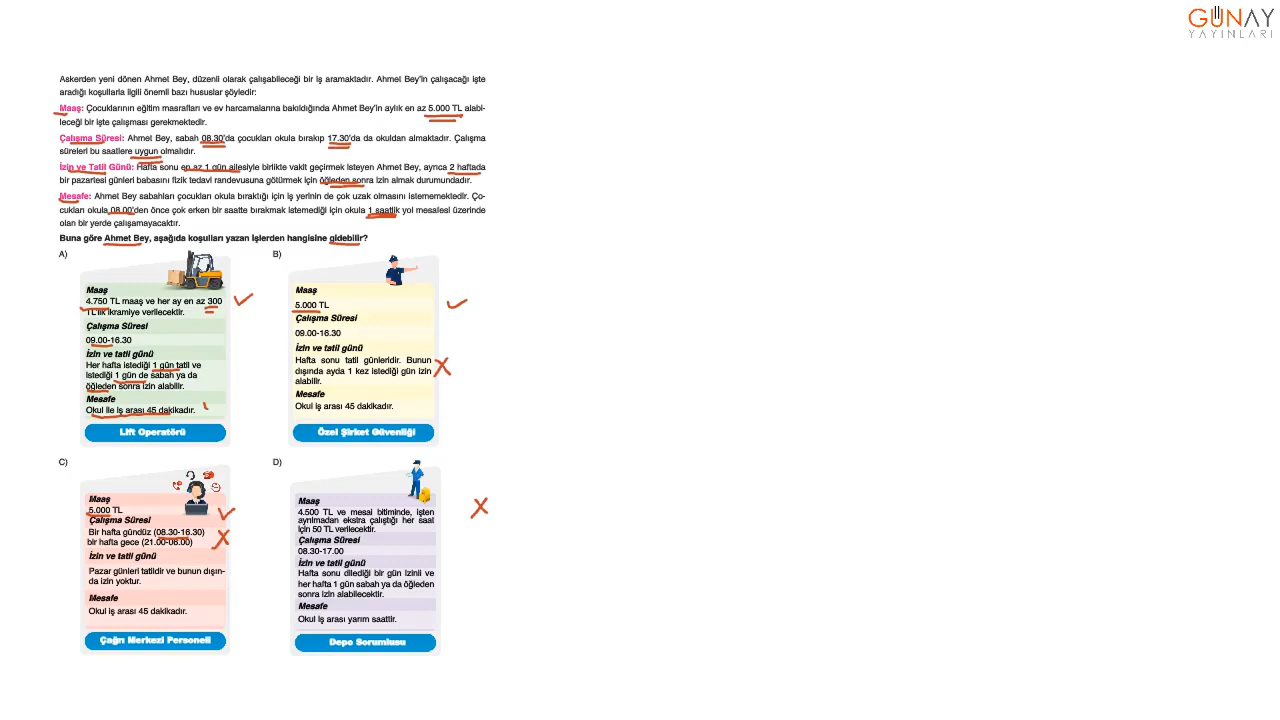 GÜNAY
YAYINLARI
Askerden yeni dönen Ahmet Bey, düzenli olarak çalışabileceği bir iş aramaktadır. Ahmet Bey'in çalışacağı işte
aradığı koşullarla ilgili önemli bazı hususlar şöyledir:
Maaş: Çocuklarının eğitim masrafları ve ev harcamalarına bakıldığında Ahmet Bey'in aylık en az 5.000 TL alabi-
leceği bir işte çalışması gerekmektedir.
Çalışma Süresi: Ahmet Bey, sabah 08.30'da çocukları okula bırakıp 17.30'da da okuldan almaktadır. Çalışma
süreleri bu saatlere uygun olmalıdır.
İzin ve Tatil Günü: Hafta sonu en az 1 gün ailesiyle birlikte vakit geçirmek isteyen Ahmet Bey, ayrıca 2 haftada
bir pazartesi günleri babasını fizik tedavi randevusuna götürmek için öğleden sonra izin almak durumundadır.
Mesafe: Ahmet Bey sabahları çocukları okula bıraktığı için iş yerinin de çok uzak olmasını istememektedir. Ço-
cukları okula 08.00'den önce çok erken bir saatte bırakmak istemediği için okula 1 saatlik yol mesafesi üzerinde
olan bir yerde çalışamayacaktır.
Buna göre Ahmet Bey, aşağıda koşulları yazan işlerden hangisine gidebilir?
A)
Maaş
4.750 TL maaş ve her ay en az 300
TL'lik ikramiye verilecektir.
Çalışma Süresi
09.00-16.30
İzin ve tatil günü
Her hafta istediği 1 gün tatil ve
istediği 1 gün de sabah ya da
öğleden sonra izin alabilir.
Mesafe
Okul ile iş arası 45 dakikadır.
Lift Operatörü
B)
Maaş
5.000 TL
Çalışma Süresi
09.00-16.30
İzin ve tatil günü
Hafta sonu tatil günleridir. Bunun
dışında ayda 1 kez istediği gün izin
alabilir.
Mesafe
Okul iş arası 45 dakikadır.
Özel Şirket Güvenliği
C)
Maaş
5.000 TL
Çalışma Süresi
Bir hafta gündüz (08.30-16.30)
bir hafta gece (21.00-06.00)
İzin ve tatil günü
Pazar günleri tatildir ve bunun dışın-
da izin yoktur.
Mesafe
Okul iş arası 45 dakikadır.
Çağrı Merkezi Personeli
D)
Maaş
4.500 TL ve mesai bitiminde, işten
ayrılmadan ekstra çalıştığı her saat
için 50 TL verilecektir.
Çalışma Süresi
08.30-17.00
İzin ve tatil günü
Hafta sonu dilediği bir gün izinli ve
her hafta 1 gün sabah ya da öğleden
sonra izin alabilecektir.
Mesafe
Okul iş arası yarım saattir.
Depo Sorumlusu